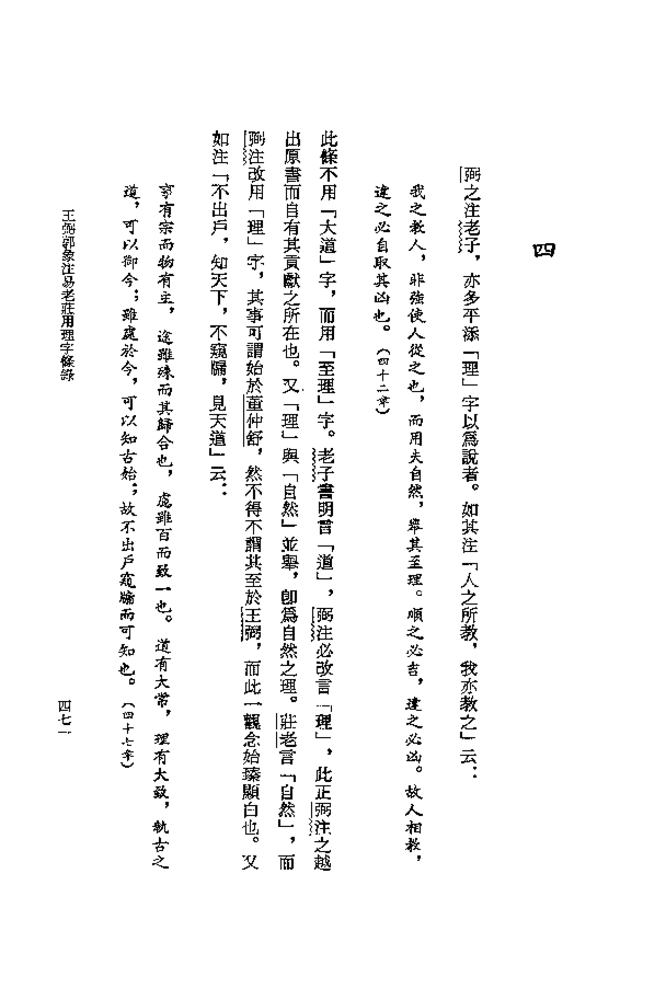 四
弼之注老子，亦多平添「理」字以爲說者。如其注「人之所教，我亦教之」云：
我之教人，非強使人從之也，而用夫自然，舉其至理。順之必吉，違之必凶。故人相教，
違之必自取其凶也。（四十二章）
此條不用「大道」字，而用「至理」字。老子書明言「道」，弼注必改言「理」，此正弼注之越
出原書而自有其貢獻之所在也。又「理」與「自然」並舉，卽爲自然之理。莊老言「自然」，而
弼注改用「理」字，其事可謂始於董仲舒，然不得不謂其至於王弼，而此一觀念始臻顯白也。又
如注「不出戶，知天下，不窺牖，見天道」云：
事有宗而物有主，途雖殊而其歸合也，慮雖百而致一也。道有大常，理有大致，執古之
道，可以御今；雖處於今，可以知古始；故不出戶窺牖而可知也。（四十七章）
王弼郭象注易老莊用理字條錄
四七一